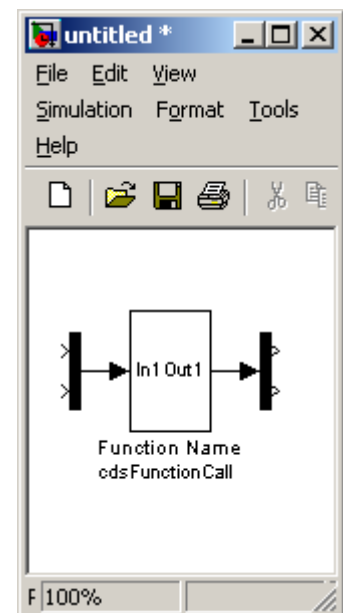 untitled *
File Edit View
Simulation Format Tools
Help
In1 Out1
Function Name
cdsFunctionCall
F 100%